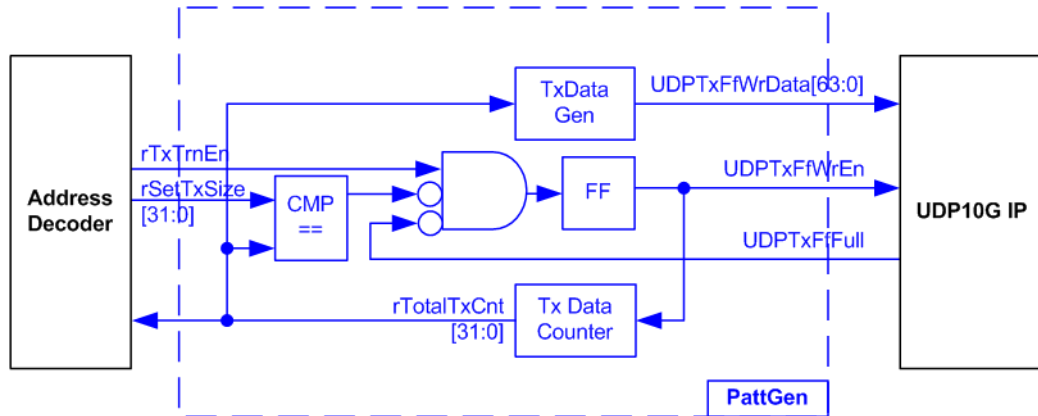 TxData
Gen
UDPTxFfWrData[63:0]
rTxTrnEn
rSetTxSize
[31:0]
Address
Decoder
CMP
==
FF
UDPTxFfWrEn
UDP10G IP
UDPTxFfFull
rTotalTxCnt
[31:0]
Tx Data
Counter
PattGen